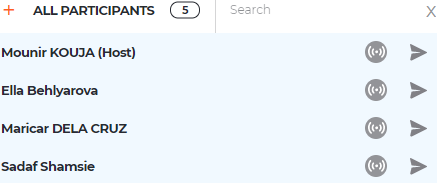 + ALL PARTICIPANTS 5 Search X
Mounir KOUJA (Host)
Ella Behlyarova
Maricar DELA CRUZ
Sadaf Shamsie